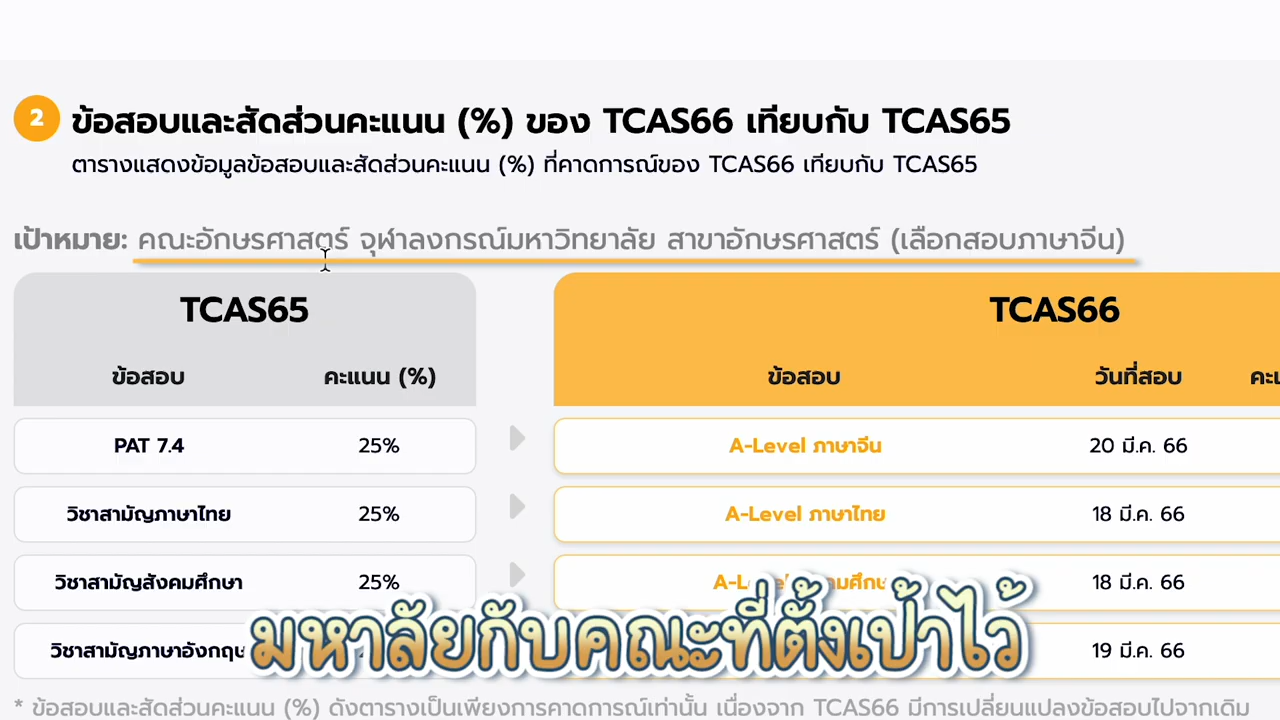 2 ข้อสอบและสัดส่วนคะแนน (%) ของ TCAS66 เทียบกับ TCAS65
ตารางแสดงข้อมูลข้อสอบและสัดส่วนคะแนน (%) ที่คาดการณ์ของ TCAS66 เทียบกับ TCAS65
เป้าหมาย: คณะอักษรศาสตร์ จุฬาลงกรณ์มหาวิทยาลัย สาขาอักษรศาสตร์ (เลือกสอบภาษาจีน)
TCAS65 TCAS66
ข้อสอบ คะแนน (%) ข้อสอบ วันที่สอบ
PAT 7.4 25% A-Level ภาษาจีน 20 มี.ค. 66
วิชาสามัญภาษาไทย 25% A-Level ภาษาไทย 18 มี.ค. 66
วิชาสามัญสังคมศึกษา 25% 18 มี.ค. 66
วิชาสามัญภาษาอังกฤษ 19 มี.ค. 66
มหาลัยกับคณะที่ตั้งเป้าไว้
* ข้อสอบและสัดส่วนคะแนน (%) ดังตารางเป็นเพียงการคาดการณ์เท่านั้น เนื่องจาก TCAS66 มีการเปลี่ยนแปลงข้อสอบไปจากเดิม